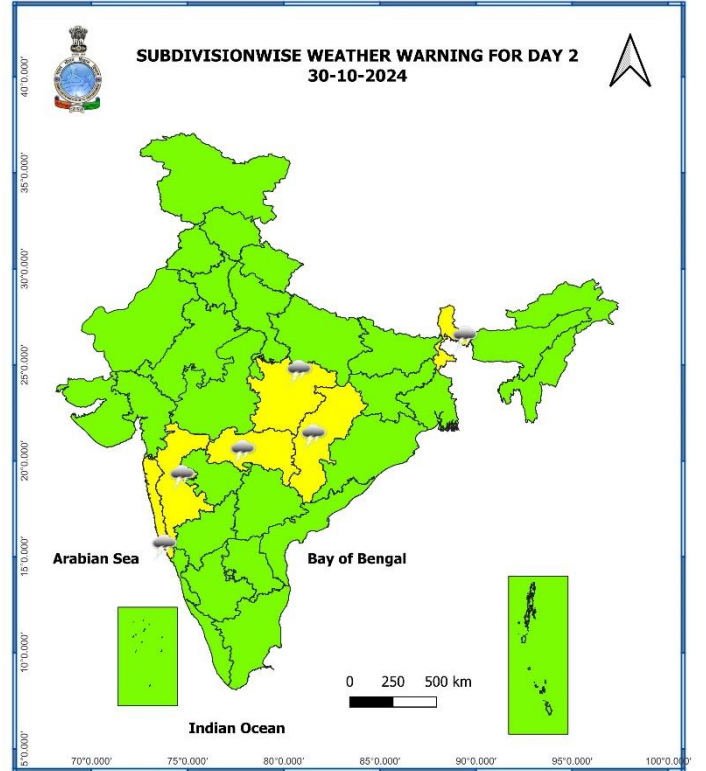 SUBDIVISIONWISE WEATHER WARNING FOR DAY 2
30-10-2024
40°0.000'
35°0.000'
30°0.000'
25°0.000'
20°0.000'
15°0.000'
10°0.000'
5°0.000'
Arabian Sea
Bay of Bengal
0 250 500 km
Indian Ocean
70°0.000' 75°0.000' 80°0.000' 85°0.000' 90°0.000' 95°0.000' 100°0.000'